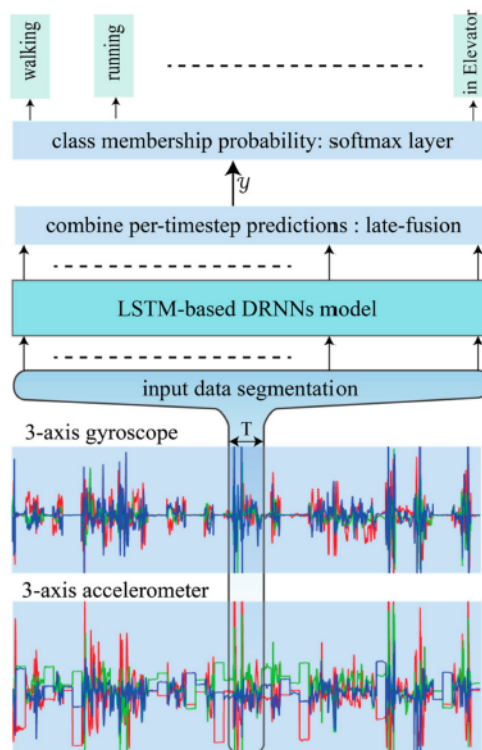 walking
running
in Elevator
class membership probability: softmax layer
y
combine per-timestep predictions : late-fusion
LSTM-based DRNNs model
input data segmentation
T
3-axis gyroscope
3-axis accelerometer